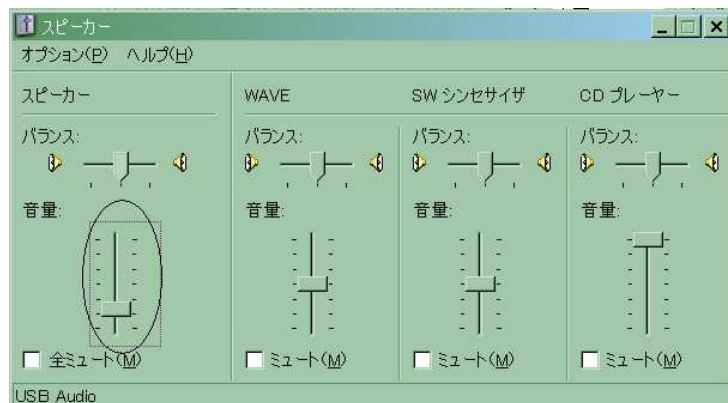 スピーカー
オプション(P) ヘルプ(H)
スピーカー WAVE SW シンセサイザ CD プレーヤー
バランス: バランス: バランス: バランス:
音量: 音量: 音量: 音量:
全ミュート(M) ミュート(M) ミュート(M) ミュート(M)
USB Audio